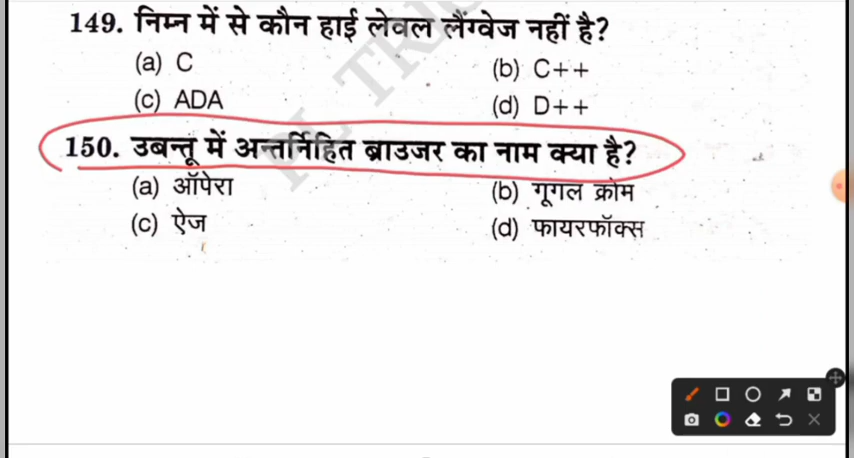 149. निम्न में से कौन हाई लेवल लैंग्वेज नहीं है?
(a) C (b) C++
(c) ADA (d) D++
150. उबन्तू में अन्तर्निहित ब्राउजर का नाम क्या है?
(a) ऑपेरा (b) गूगल क्रोम
(c) ऐज (d) फायरफॉक्स